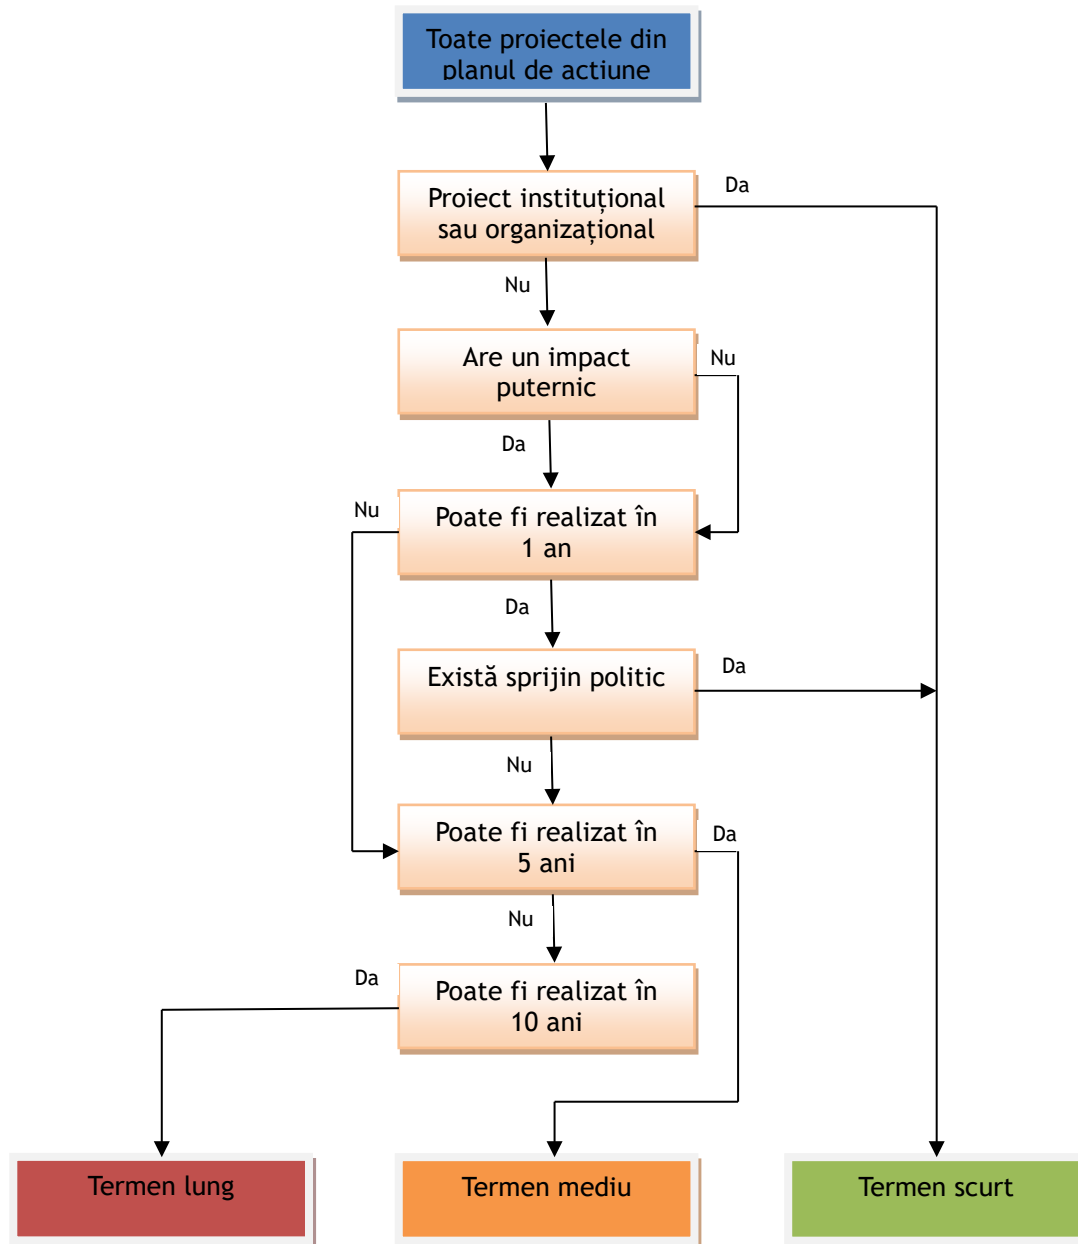 Toate proiectele din
planul de acțiune
Proiect instituțional
sau organizațional
Da
Nu
Are un impact
puternic
Nu
Da
Poate fi realizat în
1 an
Nu
Da
Există sprijin politic
Da
Nu
Poate fi realizat în
5 ani
Da
Nu
Poate fi realizat în
10 ani
Da
Termen lung
Termen mediu
Termen scurt